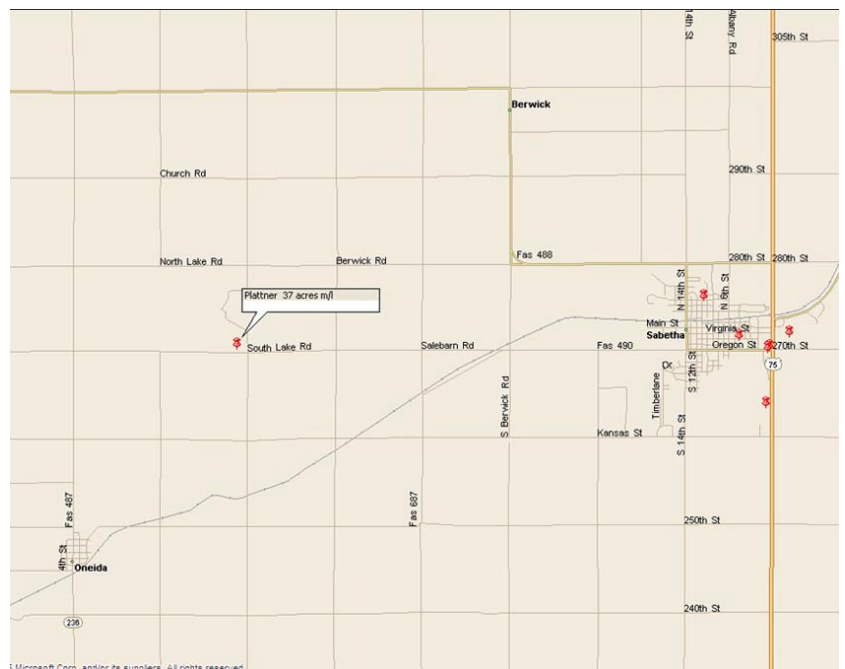 14th St
Albany Rd
305th St
Berwick
Church Rd
290th St
North Lake Rd
Berwick Rd
Fas 488
280th St
280th St
N 14th St
N 6th St
Plattner 37 acres m/l
Main St
Virginia St
Sabetha
South Lake Rd
Salebarn Rd
Fas 490
Oregon St
270th St
75
Dr
S 12th St
Timberlane
S Berwick Rd
S 14th St
Kansas St
Fas 487
Fas 687
250th St
4th St
Oneida
240th St
236
Microsoft Corp. and/or its suppliers. All rights reserved.